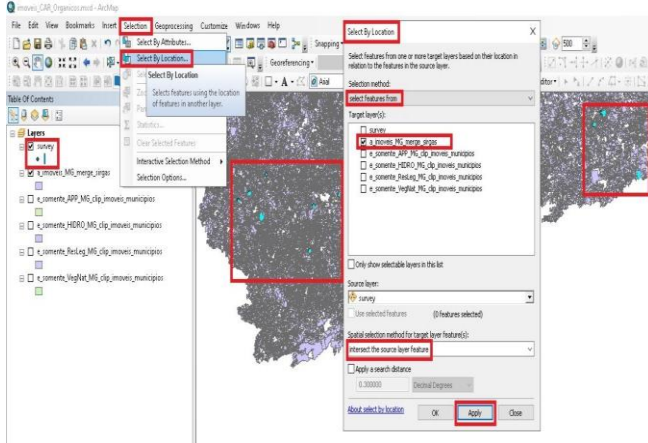 imoveis_CAR_Organicos.mxd - ArcMap
File Edit View Bookmarks Insert Selection Geoprocessing Customize Windows Help
Select By Attributes...
Snapping
Select By Location...
Georeferencing
Select By Location
Selects features using the location
of features in another layer.
Statistics...
Clear Selected Features
Interactive Selection Method
Selection Options...
500
A
Arial
Table Of Contents
Layers
survey
a_imoveis_MG_merge_sirgas
e_somente_APP_MG_clip_imoveis_municipios
e_somente_HIDRO_MG_clip_imoveis_municipios
e_somente_ResLeg_MG_clip_imoveis_municipios
e_somente_VegNat_MG_clip_imoveis_municipios
Select By Location
X
Select features from one or more target layers based on their location in
relation to the features in the source layer.
Selection method:
select features from
Target layer(s):
survey
a_imoveis_MG_merge_sirgas
e_somente_APP_MG_clip_imoveis_municipios
e_somente_HIDRO_MG_clip_imoveis_municipios
e_somente_ResLeg_MG_clip_imoveis_municipios
e_somente_VegNat_MG_clip_imoveis_municipios
Only show selectable layers in this list
Source layer:
survey
Use selected features (0 features selected)
Spatial selection method for target layer feature(s):
intersect the source layer feature
Apply a search distance
0.300000 Decimal Degrees
About select by location OK Apply Close